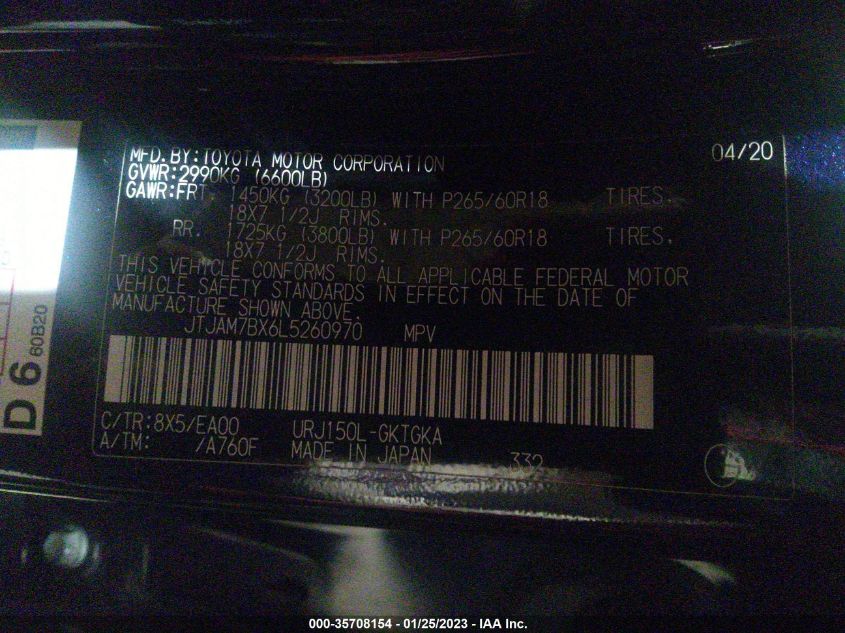 MFD.BY:TOYOTA MOTOR CORPORATION 04/20
GVWR:2990KG (6600LB)
GAWR:FRT. 1450KG (3200LB) WITH P265/60R18 TIRES.
18X7 1/2J RIMS.
RR. 1725KG (3800LB) WITH P265/60R18 TIRES.
18X7 1/2J RIMS.
THIS VEHICLE CONFORMS TO ALL APPLICABLE FEDERAL MOTOR
VEHICLE SAFETY STANDARDS IN EFFECT ON THE DATE OF
MANUFACTURE SHOWN ABOVE.
JTJAM7BX6L5260970 MPV
C/TR:8X5/EA00 URJ150L-GKTGKA
A/TM: /A760F MADE IN JAPAN 332
D 6 60B20
000-35708154 - 01/25/2023 - IAA Inc.